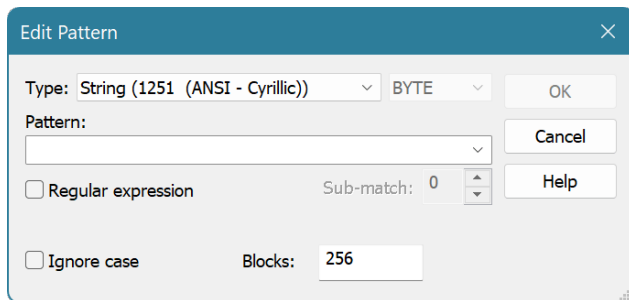 Edit Pattern
Type: String (1251 (ANSI - Cyrillic)) BYTE OK
Pattern:
Cancel
Regular expression Sub-match: 0 Help
Ignore case Blocks: 256